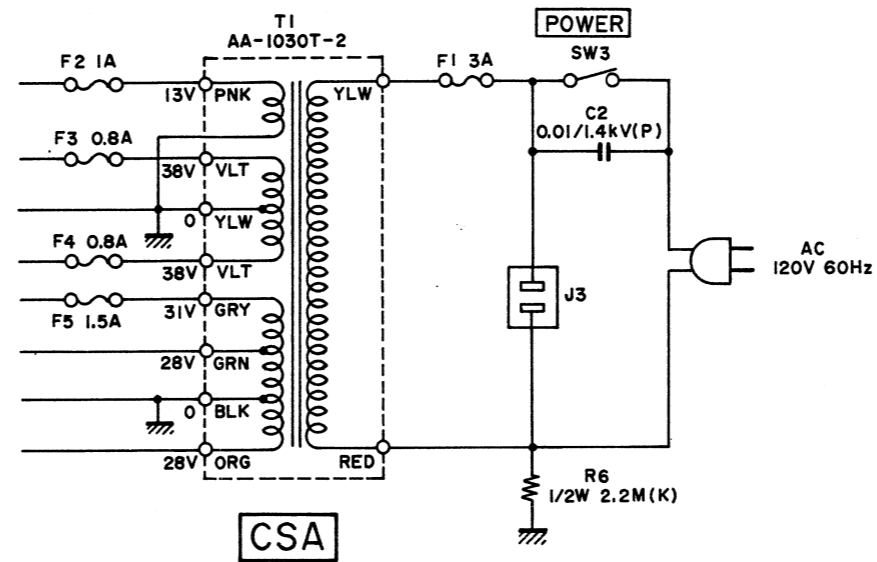 T1
AA-1030T-2
POWER
SW3
F2 1A
13V PNK
YLW
F1 3A
C2
0.01/1.4kV(P)
F3 0.8A
38V VLT
0 YLW
F4 0.8A
38V VLT
AC
120V 60Hz
31V GRY
F5 1.5A
J3
28V GRN
0 BLK
28V ORG
RED
R6
1/2W 2.2M(K)
CSA